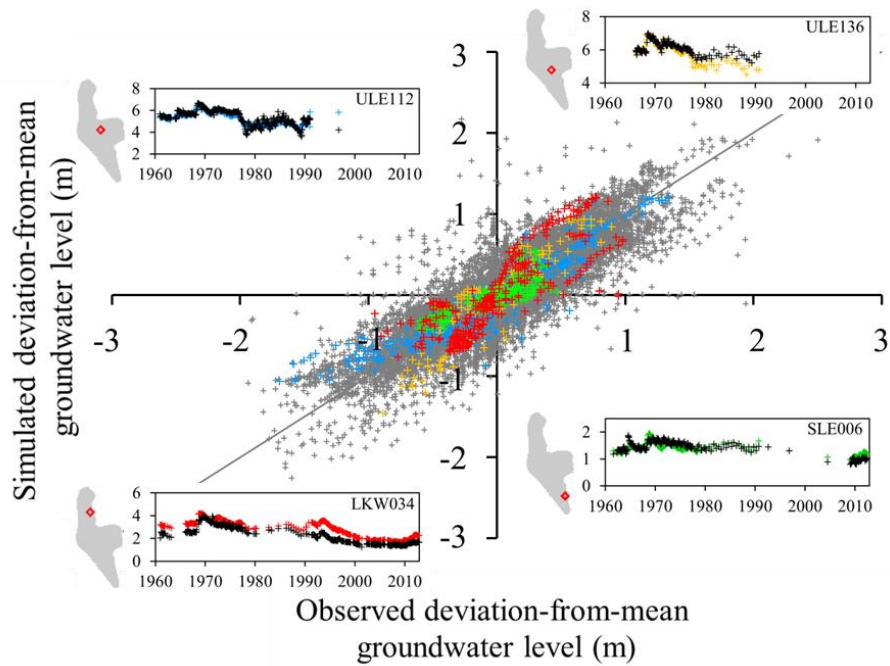 ULE136
6
4
1960 1970 1980 1990 2000 2010
ULE112
8
6
4
2
1960 1970 1980 1990 2000 2010
3
2
1
-3 -2 -1 1 2 3
-1
-2
-3
Simulated deviation-from-mean
groundwater level (m)
SLE006
2
1
0
1960 1970 1980 1990 2000 2010
LKW034
6
4
2
0
1960 1970 1980 1990 2000 2010
Observed deviation-from-mean
groundwater level (m)